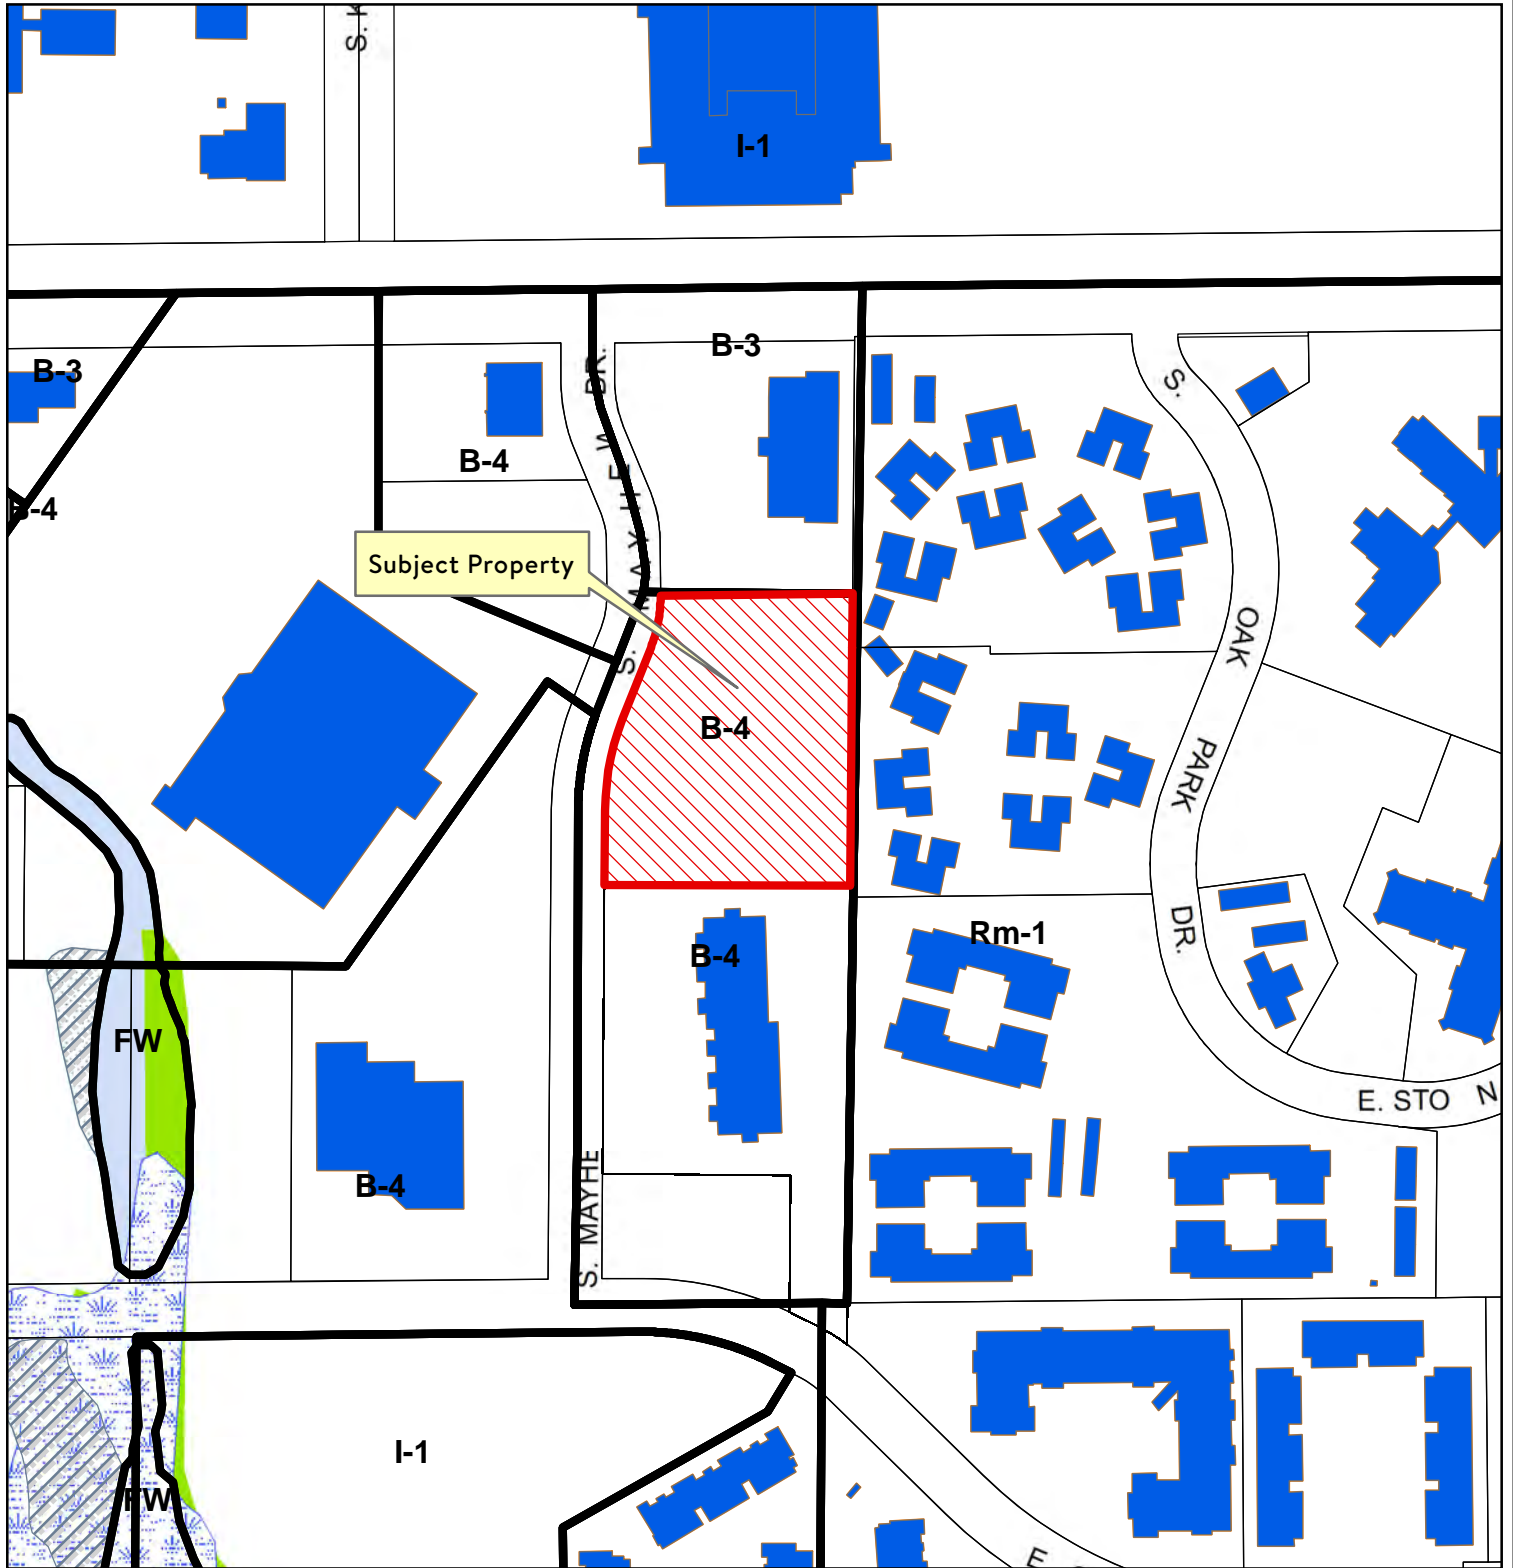 S. K
I-1
B-3
B-3
S. MAYHEW DR.
S.
B-4
B-4
Subject Property
OAK
B-4
PARK
DR.
Rm-1
B-4
FW
E. STO N
B-4
S. MAYHE
I-1
FW
E